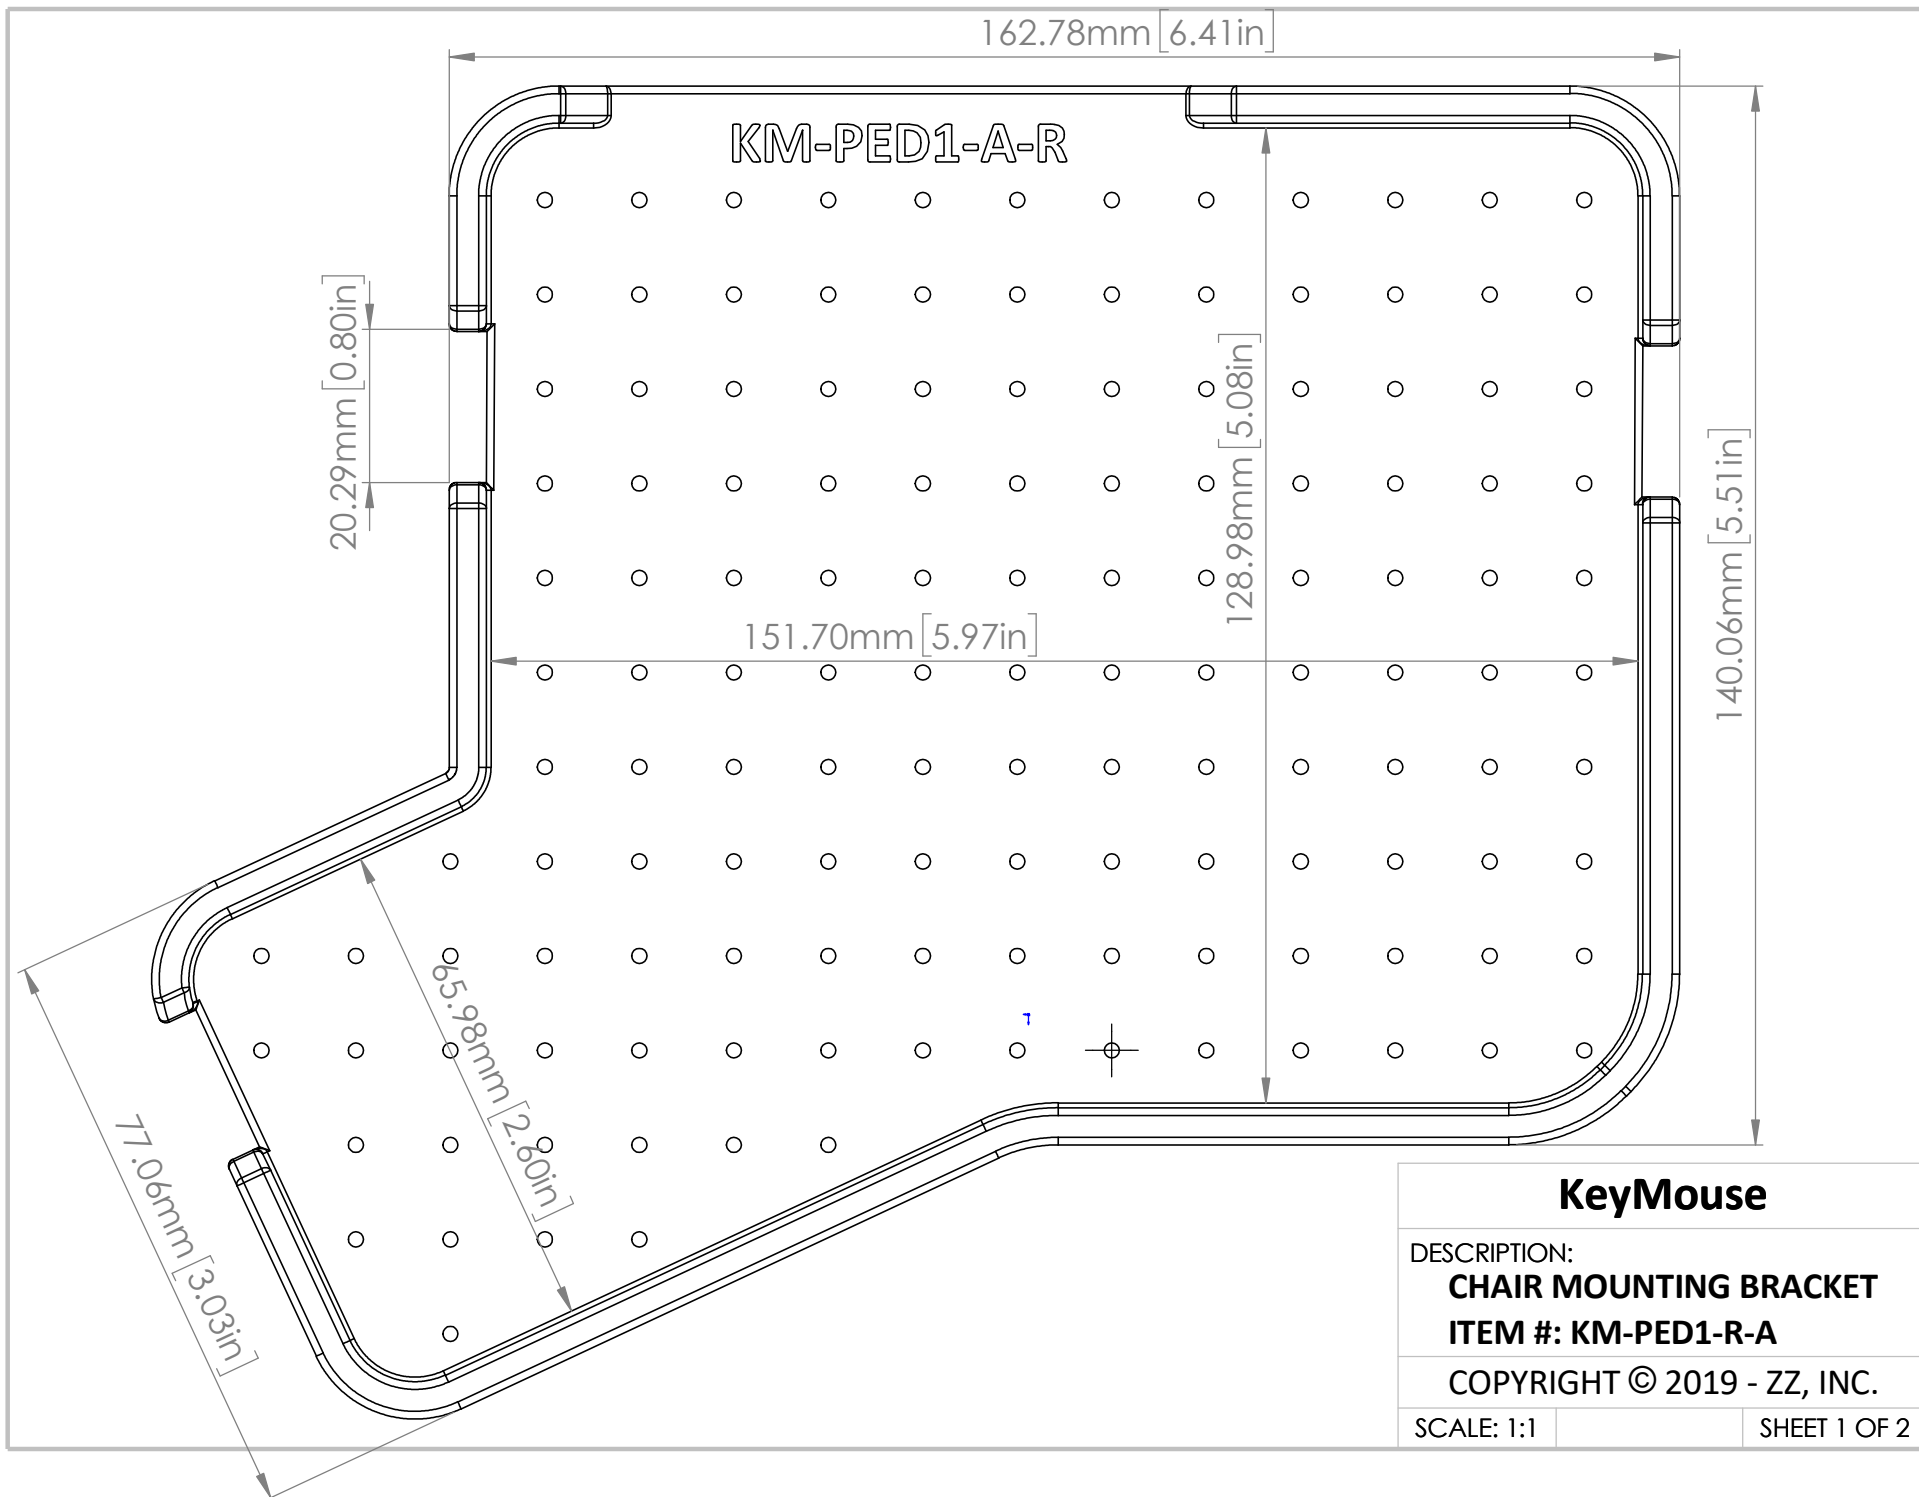 162.78mm [6.41in]
KM-PED1-A-R
20.29mm [0.80in]
128.98mm [5.08in]
140.06mm [5.51in]
151.70mm [5.97in]
65.98mm [2.60in]
77.06mm [3.03in]
KeyMouse
DESCRIPTION:
CHAIR MOUNTING BRACKET
ITEM #: KM-PED1-R-A
COPYRIGHT © 2019 - ZZ, INC.
SCALE: 1:1
SHEET 1 OF 2